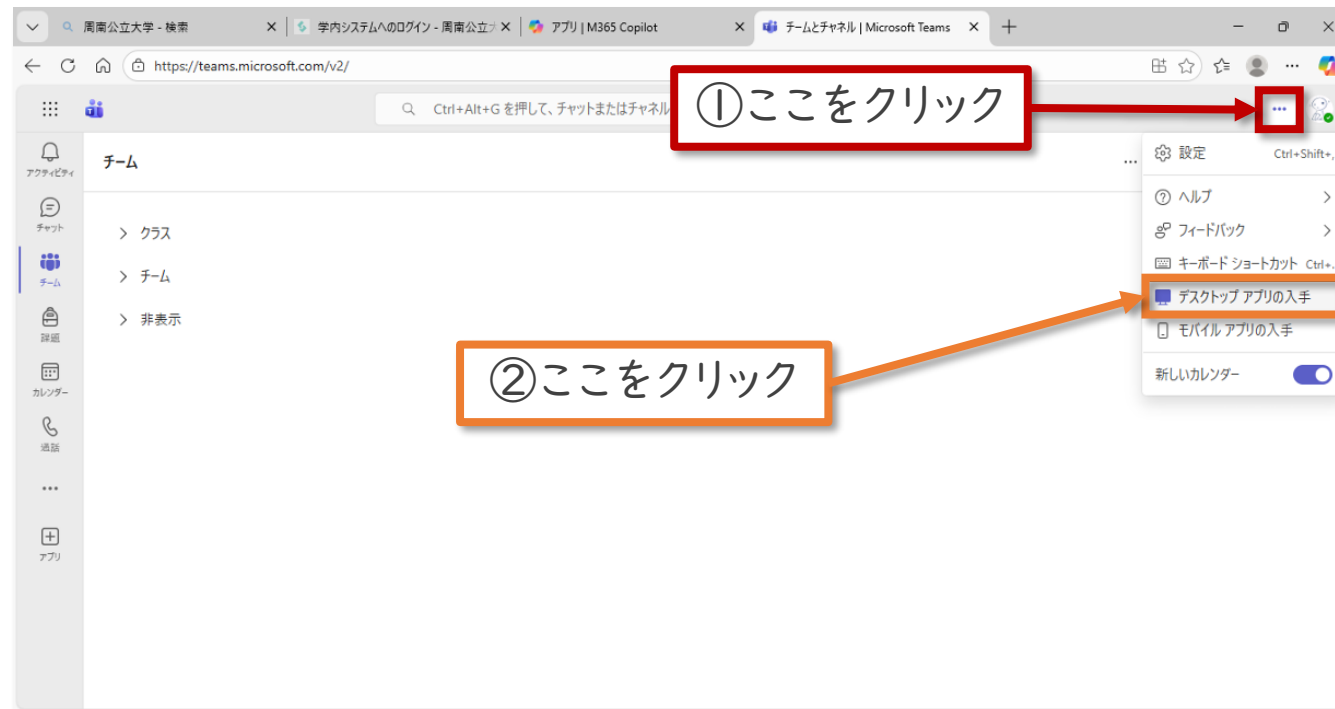 周南公立大学 - 検索
学内システムへのログイン - 周南公立大
アプリ | M365 Copilot
チームとチャネル | Microsoft Teams
https://teams.microsoft.com/v2/
Ctrl+Alt+G を押して、チャットまたはチャネル
①ここをクリック
アクティビティ
チャット
チーム
課題
カレンダー
通話
アプリ
チーム
クラス
チーム
非表示
②ここをクリック
設定 Ctrl+Shift+,
ヘルプ
フィードバック
キーボード ショートカット Ctrl+.
デスクトップ アプリの入手
モバイル アプリの入手
新しいカレンダー